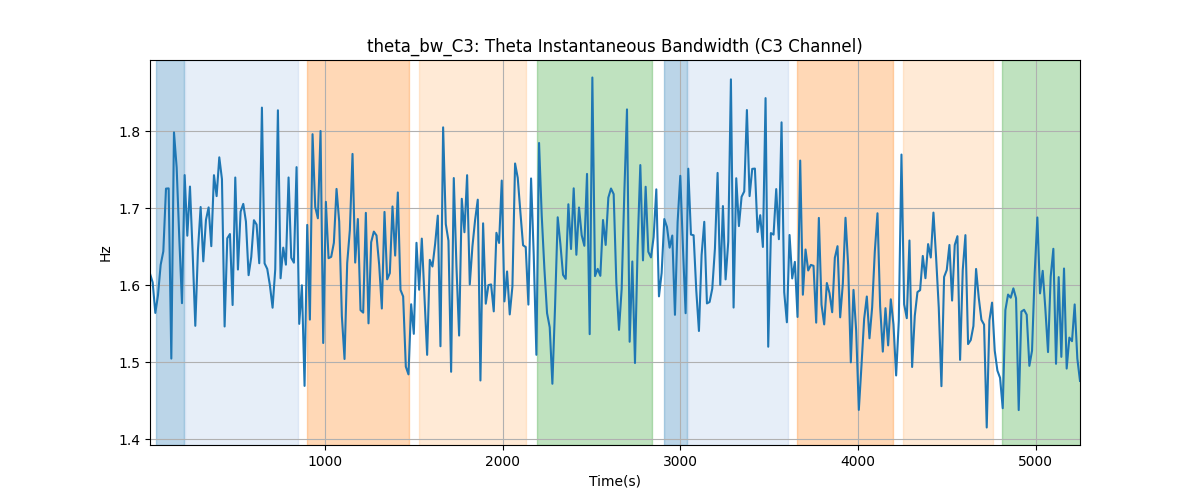 theta_bw_C3: Theta Instantaneous Bandwidth (C3 Channel)
Hz
1.8
1.7
1.6
1.5
1.4
1000 2000 3000 4000 5000
Time(s)